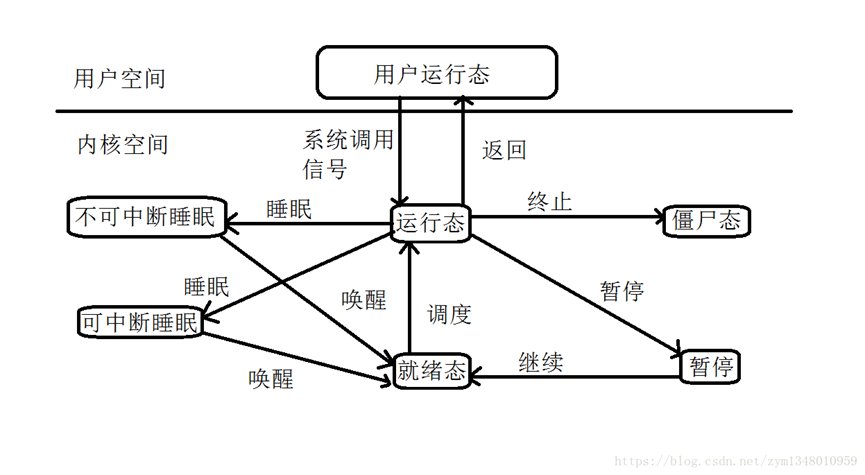 用户空间
用户运行态
内核空间
系统调用
信号
返回
不可中断睡眠
睡眠
运行态
终止
僵尸态
睡眠
可中断睡眠
唤醒
调度
暂停
唤醒
就绪态
继续
暂停
https://blog.csdn.net/zym1348010959